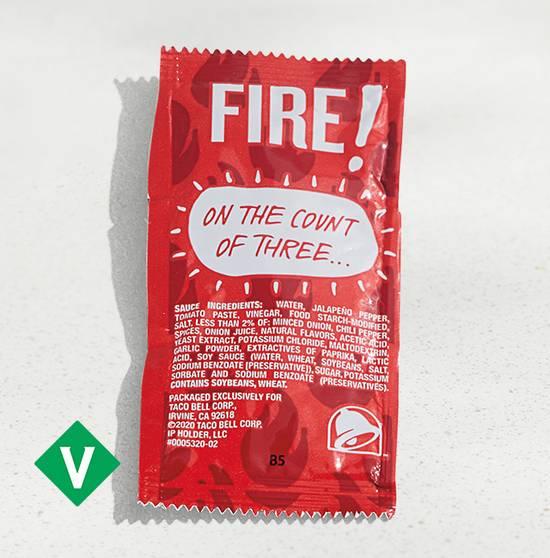 FIRE!
ON THE COUNT
OF THREE...
SAUCE INGREDIENTS: WATER, JALAPEÑO PEPPER,
TOMATO PASTE, VINEGAR, FOOD STARCH-MODIFIED,
SALT, LESS THAN 2% OF: MINCED ONION, CHILI PEPPER,
SPICES, ONION JUICE, NATURAL FLAVORS, ACETIC ACID,
YEAST EXTRACT, POTASSIUM CHLORIDE, MALTODEXTRIN,
GARLIC POWDER, EXTRACTIVES OF PAPRIKA, LACTIC
ACID, SOY SAUCE (WATER, WHEAT, SOYBEANS, SALT,
SODIUM BENZOATE [PRESERVATIVE]), SUGAR, POTASSIUM
SORBATE AND SODIUM BENZOATE (PRESERVATIVES).
CONTAINS SOYBEANS, WHEAT.
PACKAGED EXCLUSIVELY FOR
TACO BELL CORP.,
IRVINE, CA 92618
©2020 TACO BELL CORP.
IP HOLDER, LLC
#0005320-02
85
V